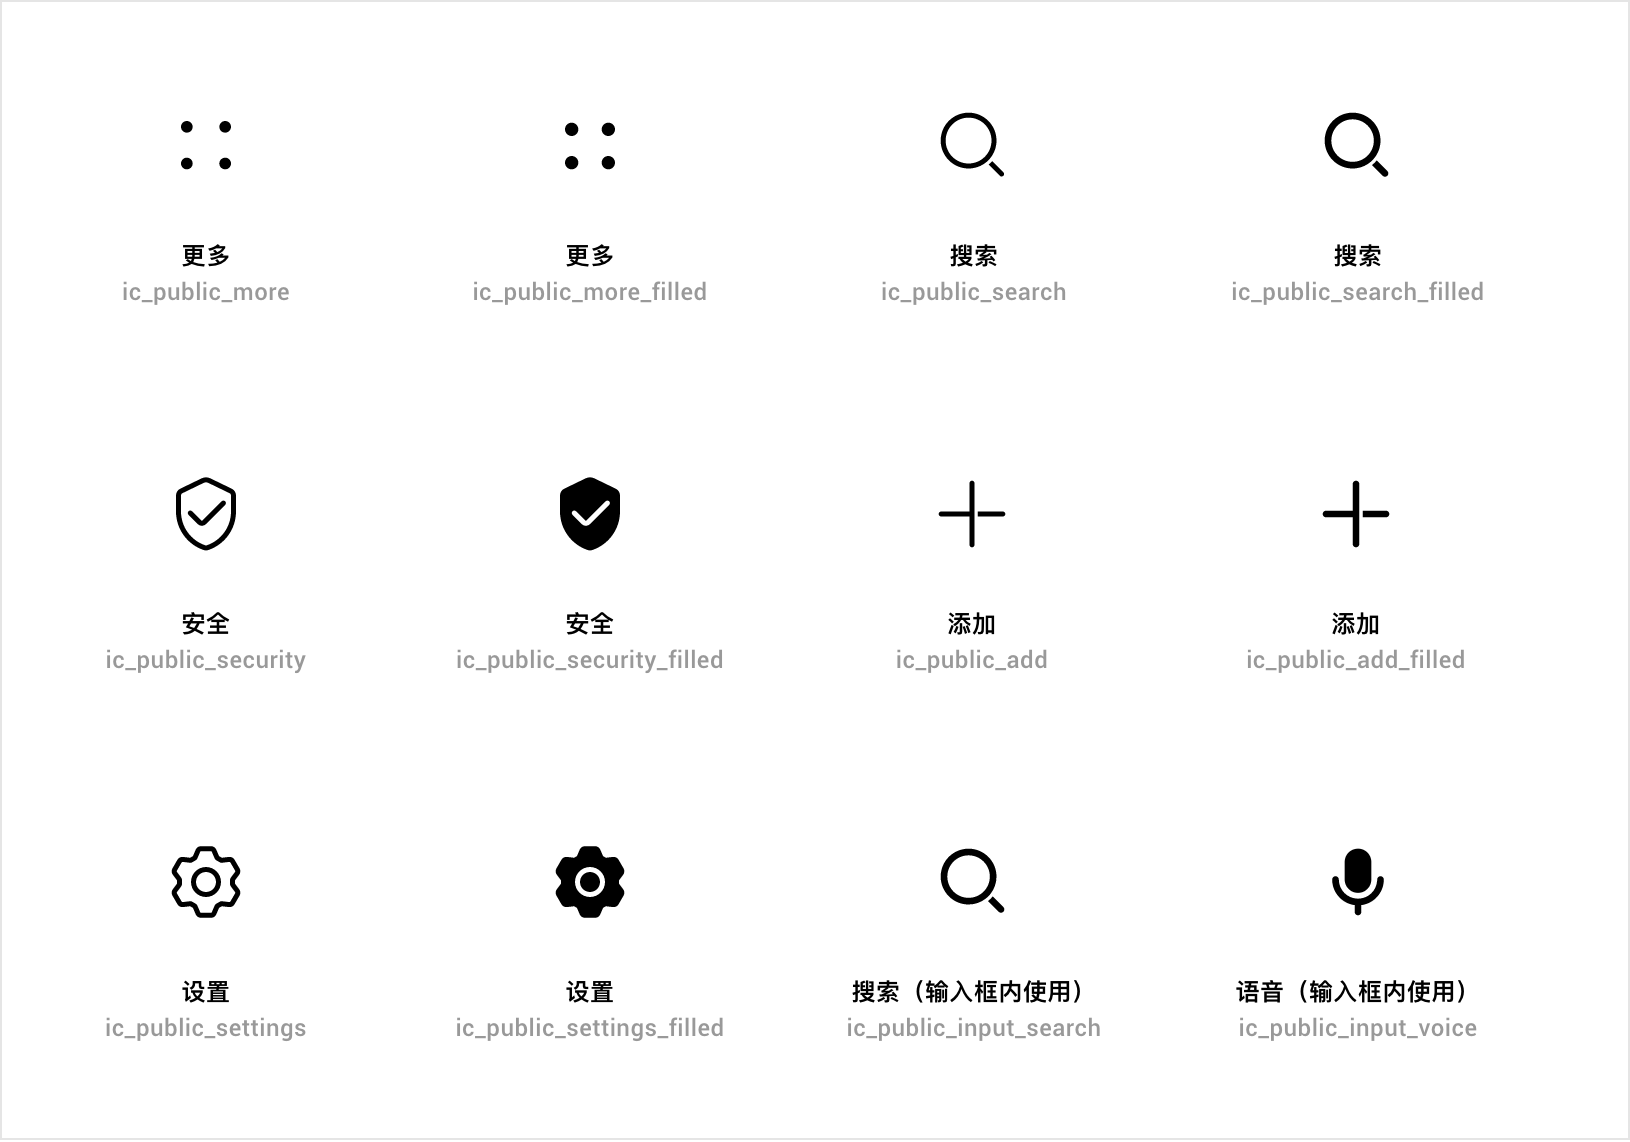 更多
ic_public_more
更多
ic_public_more_filled
搜索
ic_public_search
搜索
ic_public_search_filled
安全
ic_public_security
安全
ic_public_security_filled
添加
ic_public_add
添加
ic_public_add_filled
设置
ic_public_settings
设置
ic_public_settings_filled
搜索（输入框内使用）
ic_public_input_search
语音（输入框内使用）
ic_public_input_voice